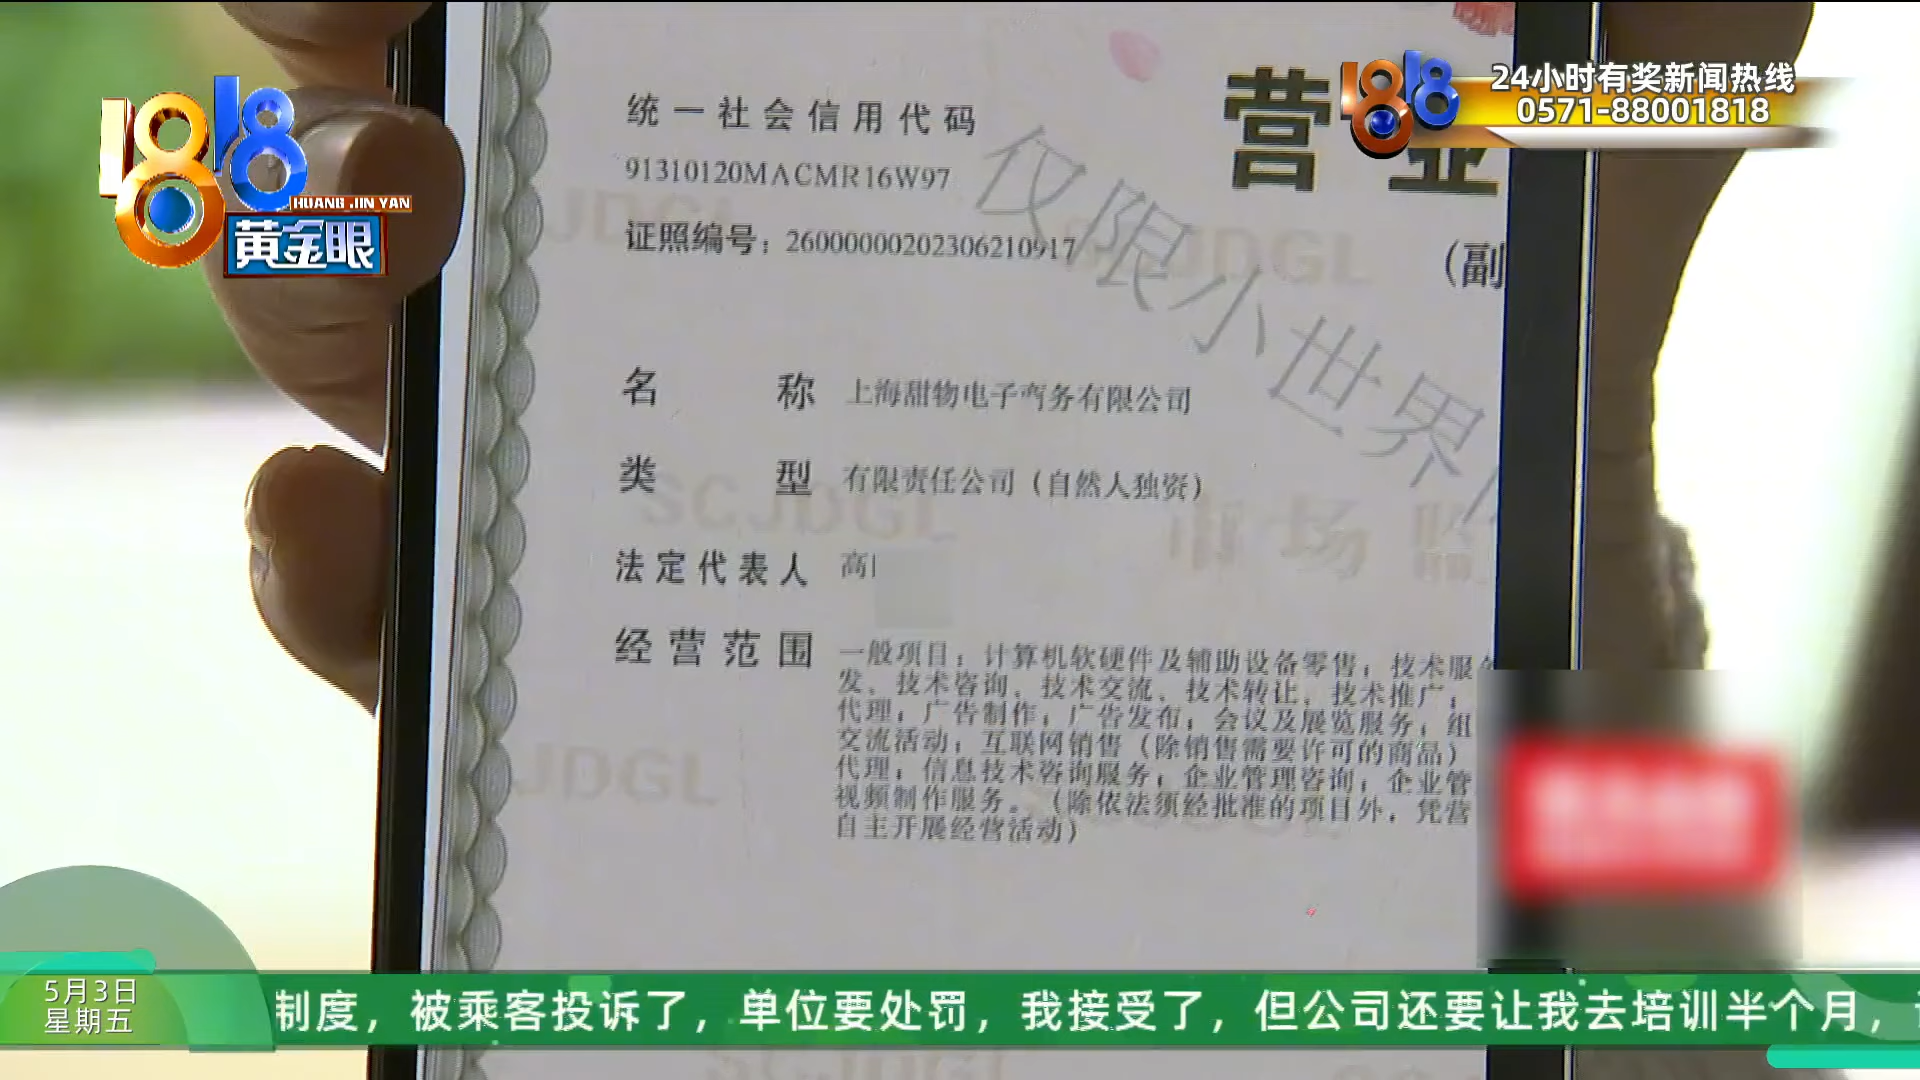 1818
HUANG JIN YAN
黄金眼
1818
24小时有奖新闻热线
0571-88001818
统一社会信用代码
91310120MACMR16W97
证照编号：26000000202306210917
营业
（副
仅限小世界
名称 上海甜物电子商务有限公司
类型 有限责任公司（自然人独资）
法定代表人 高
经营范围 一般项目：计算机软硬件及辅助设备零售；技术服
发、技术咨询、技术交流、技术转让、技术推广；
代理；广告制作；广告发布；会议及展览服务；组
交流活动；互联网销售（除销售需要许可的商品）
代理；信息技术咨询服务；企业管理咨询；企业管
视频制作服务。（除依法须经批准的项目外，凭营
自主开展经营活动）
JDGL
SCJDGL
市场监
JDGL
5月3日
星期五
制度，被乘客投诉了，单位要处罚，我接受了，但公司还要让我去培训半个月，